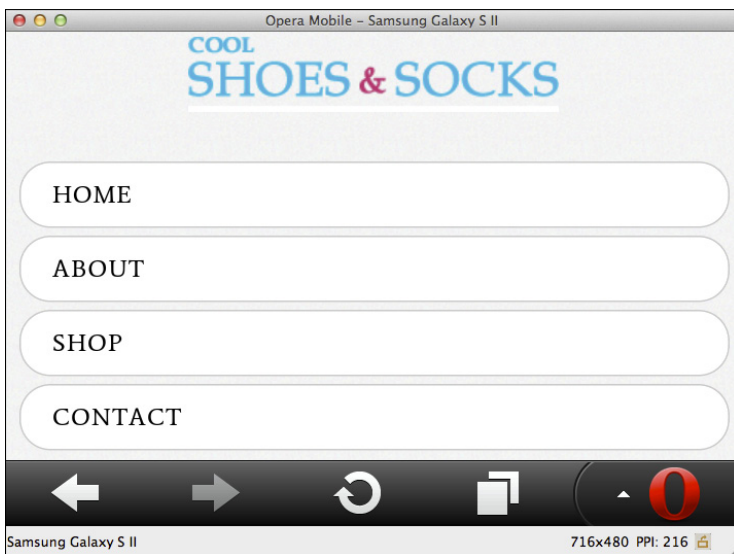 Opera Mobile – Samsung Galaxy S II
COOL
SHOES & SOCKS
HOME
ABOUT
SHOP
CONTACT
Samsung Galaxy S II 716x480 PPI: 216